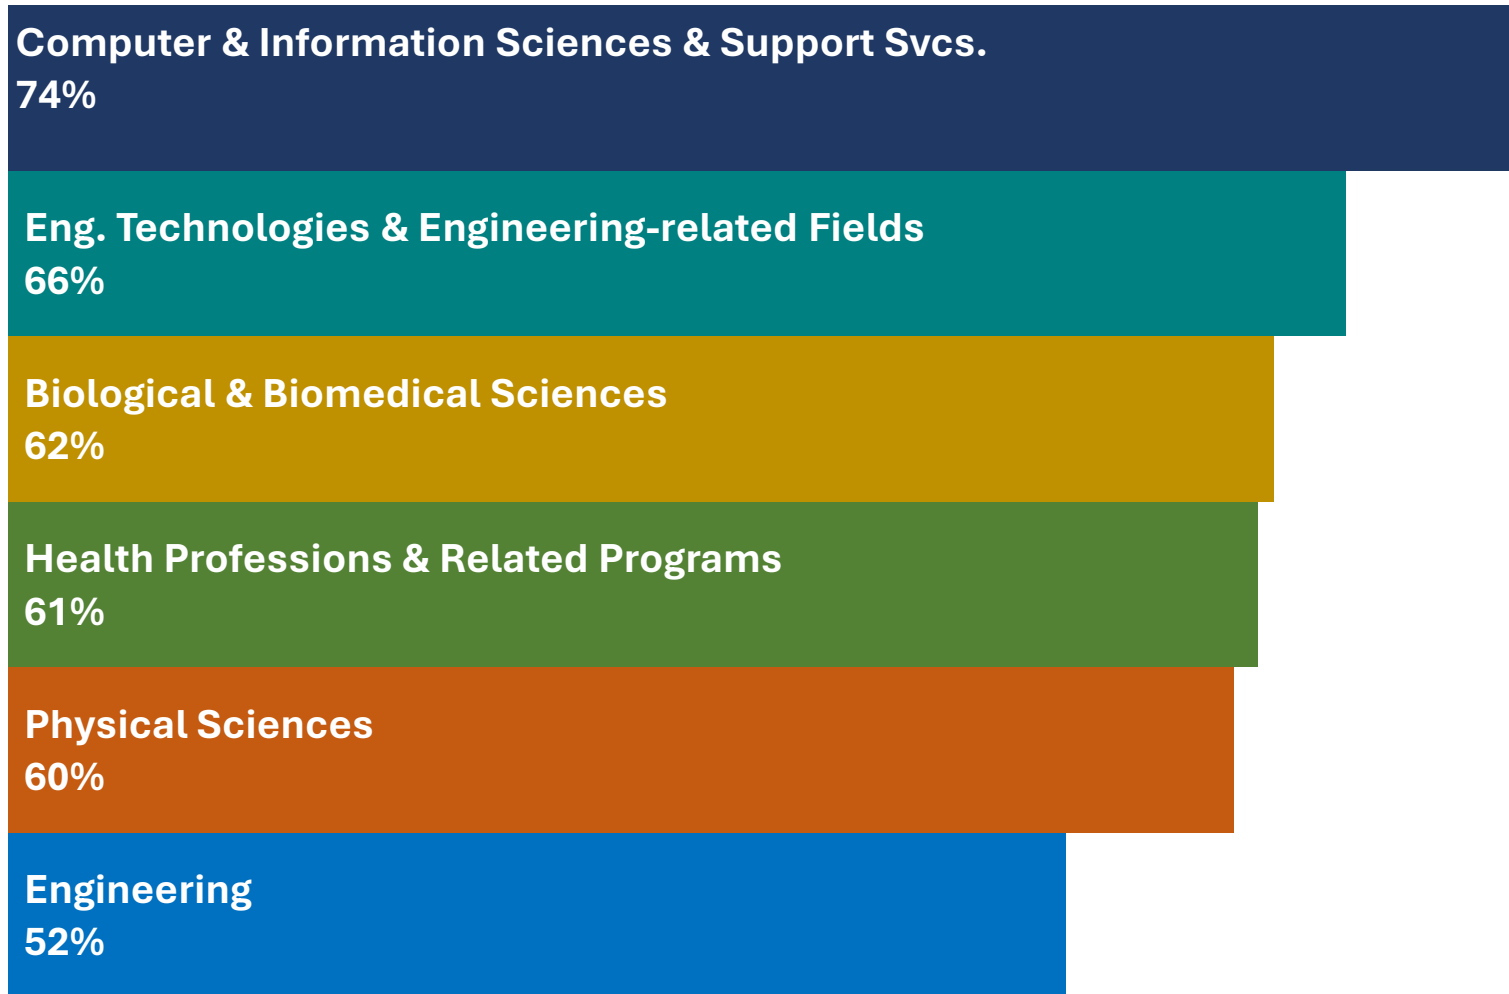 Computer & Information Sciences & Support Svcs.
74%
Eng. Technologies & Engineering-related Fields
66%
Biological & Biomedical Sciences
62%
Health Professions & Related Programs
61%
Physical Sciences
60%
Engineering
52%